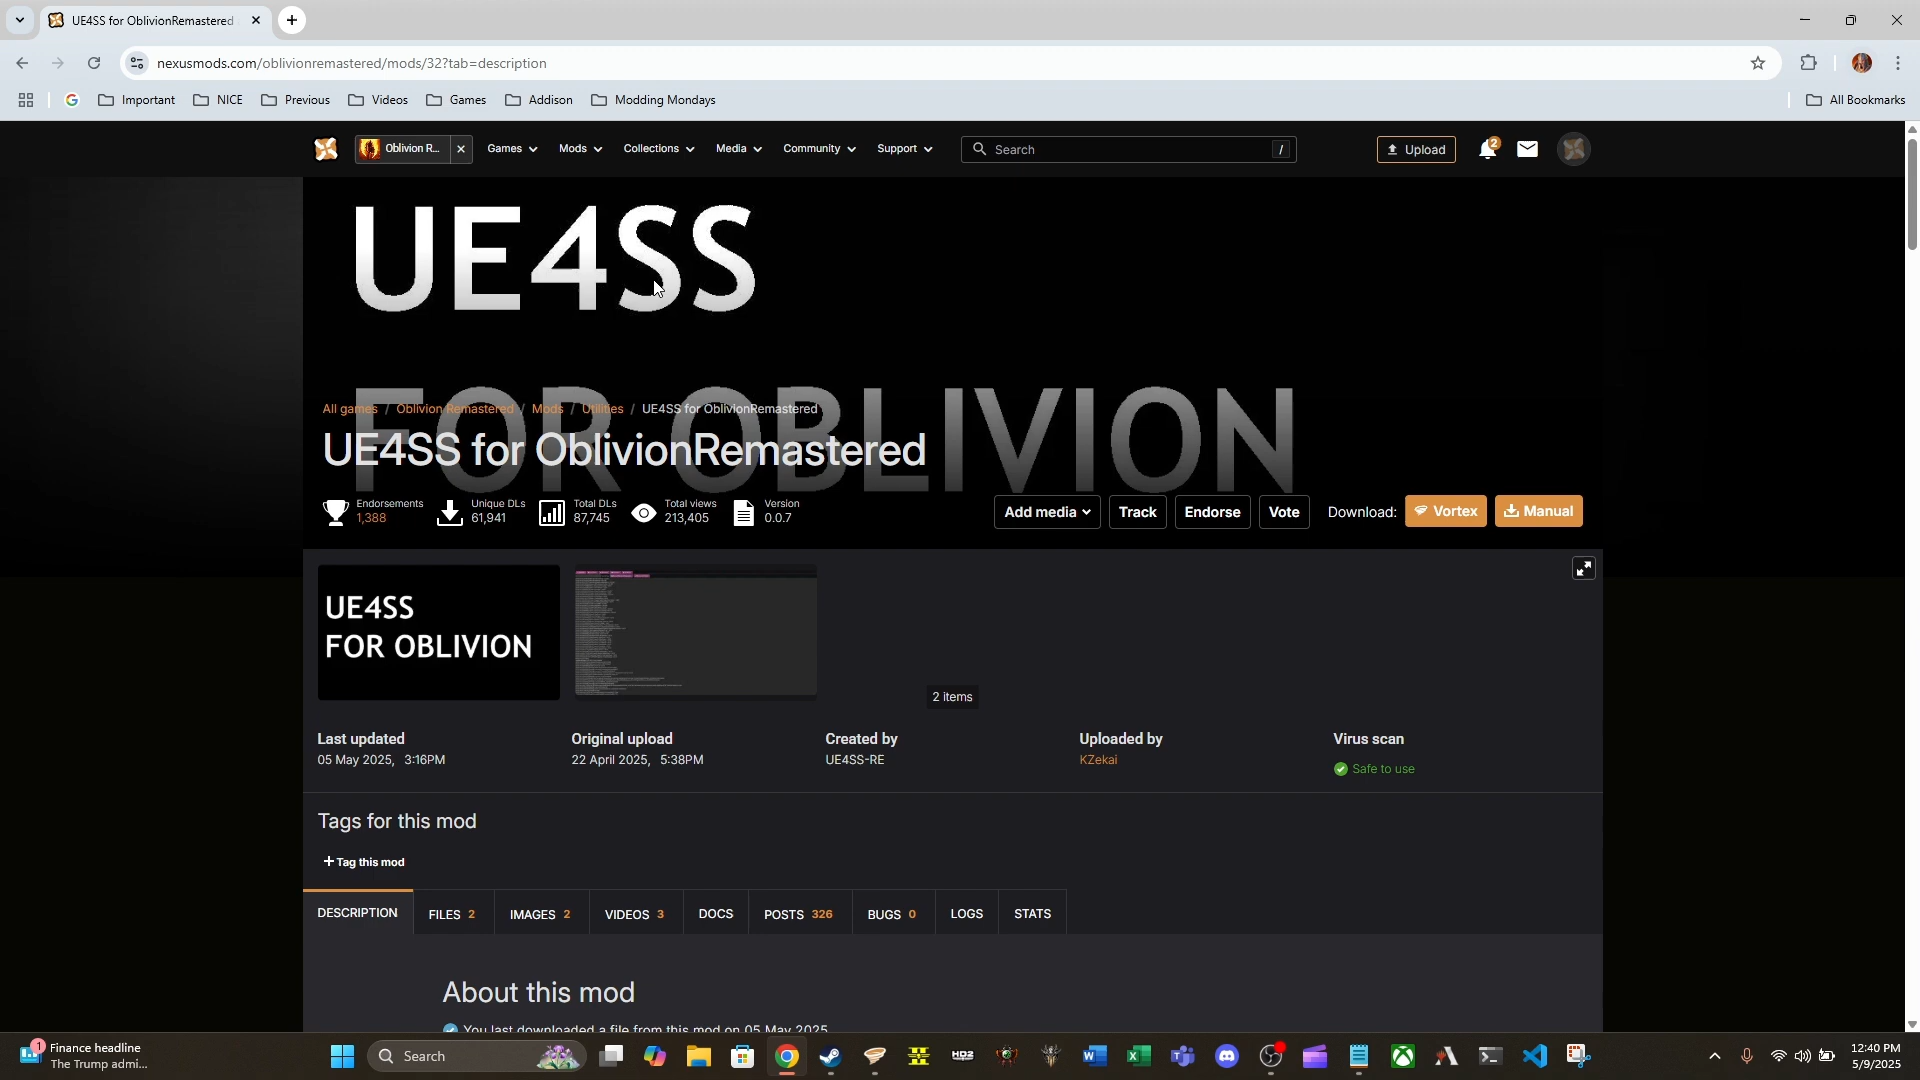 UE4SS for OblivionRemastered
nexusmods.com/oblivionremastered/mods/32?tab=description
Important NICE Previous Videos Games Addison Modding Mondays All Bookmarks
Oblivion R... Games Mods Collections Media Community Support Search / Upload 2
UE4SS
FOR OBLIVION
All games / Oblivion Remastered / Mods / Utilities / UE4SS for OblivionRemastered
UE4SS for OblivionRemastered
Endorsements Unique DLs Total DLs Total views Version
1,388 61,941 87,745 213,405 0.0.7
Add media Track Endorse Vote Download: Vortex Manual
UE4SS
FOR OBLIVION
2 items
Last updated Original upload Created by Uploaded by Virus scan
05 May 2025, 3:16PM 22 April 2025, 5:38PM UE4SS-RE KZekai Safe to use
Tags for this mod
+ Tag this mod
DESCRIPTION FILES 2 IMAGES 2 VIDEOS 3 DOCS POSTS 326 BUGS 0 LOGS STATS
About this mod
You last downloaded a file from this mod on 05 May 2025
1 Finance headline
The Trump admi...
Search
HD2
12:40 PM
5/9/2025